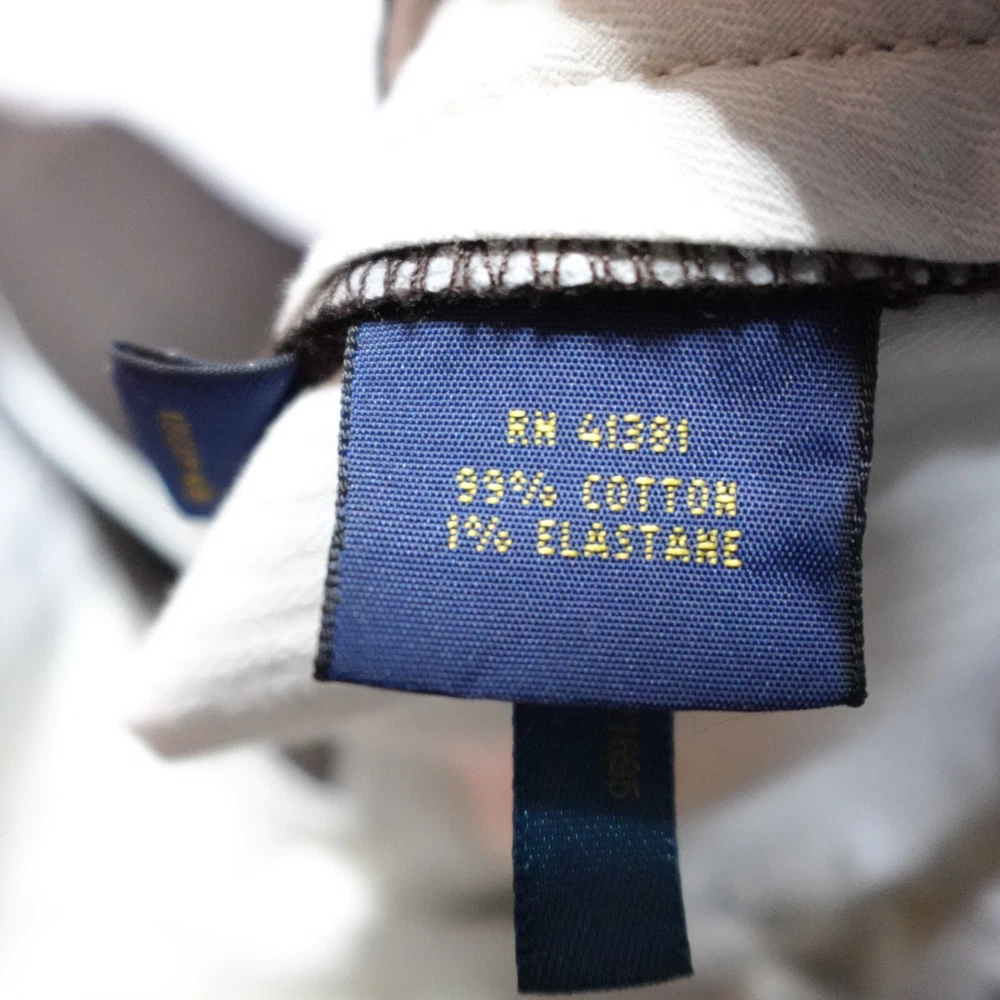 RN 41381
99% COTTON
1% ELASTANE